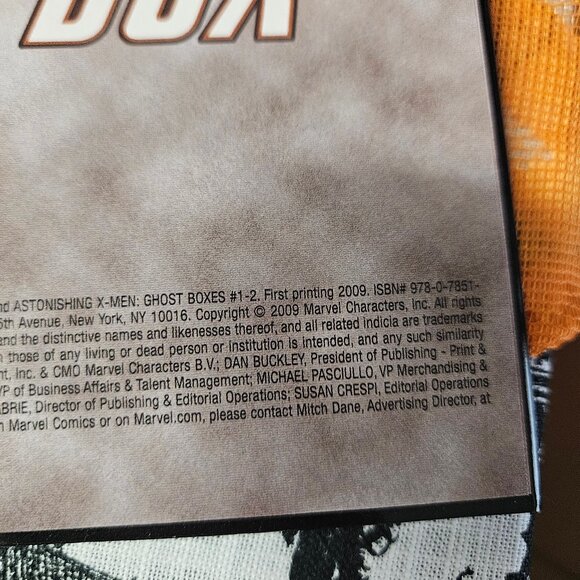 BOX
nd ASTONISHING X-MEN: GHOST BOXES #1-2. First printing 2009. ISBN# 978-0-7851-
5th Avenue, New York, NY 10016. Copyright © 2009 Marvel Characters, Inc. All rights
and the distinctive names and likenesses thereof, and all related indicia are trademarks
those of any living or dead person or institution is intended, and any such similarity
nt, Inc. & CMO Marvel Characters B.V.; DAN BUCKLEY, President of Publishing - Print &
VP of Business Affairs & Talent Management; MICHAEL PASCIULLO, VP Merchandising &
ABRIE, Director of Publishing & Editorial Operations; SUSAN CRESPI, Editorial Operations
n Marvel Comics or on Marvel.com, please contact Mitch Dane, Advertising Director, at